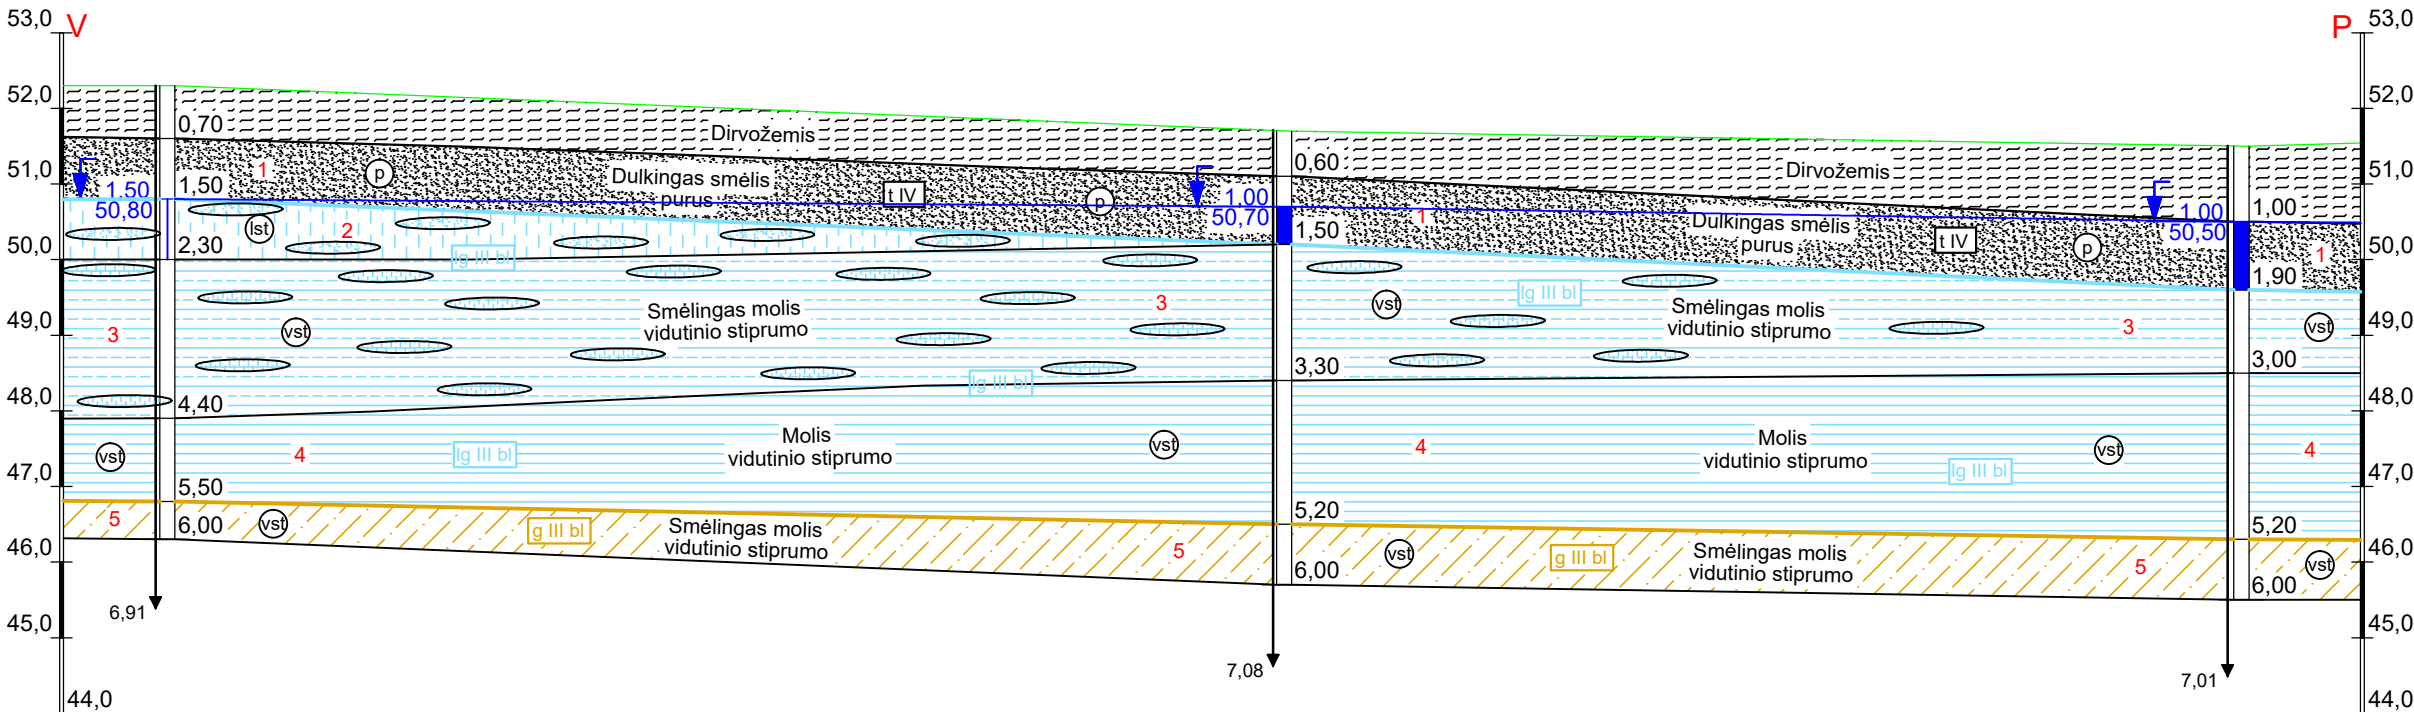 53,0
V
P
53,0
52,0
52,0
0,70
Dirvožemis
0,60
Dirvožemis
51,0
51,0
1
p
Dulkingas smėlis
purus
t IV
p
1,50
50,80
1,50
1,00
50,70
1,50
1
Dulkingas smėlis
purus
t IV
p
1,00
50,50
1,00
1
1,90
lst
2
lg III bl
50,0
50,0
2,30
Smėlingas molis
vidutinio stiprumo
3
vst
lg III bl
Smėlingas molis
vidutinio stiprumo
3
vst
49,0
49,0
3
vst
lg III bl
3,30
3,00
48,0
48,0
4,40
vst
4
lg III bl
Molis
vidutinio stiprumo
vst
4
Molis
vidutinio stiprumo
lg III bl
vst
4
47,0
47,0
5,50
5,20
5,20
5
6,00
vst
g III bl
Smėlingas molis
vidutinio stiprumo
5
vst
g III bl
Smėlingas molis
vidutinio stiprumo
5
vst
46,0
46,0
6,00
6,00
6,91
45,0
45,0
7,08
7,01
44,0
44,0